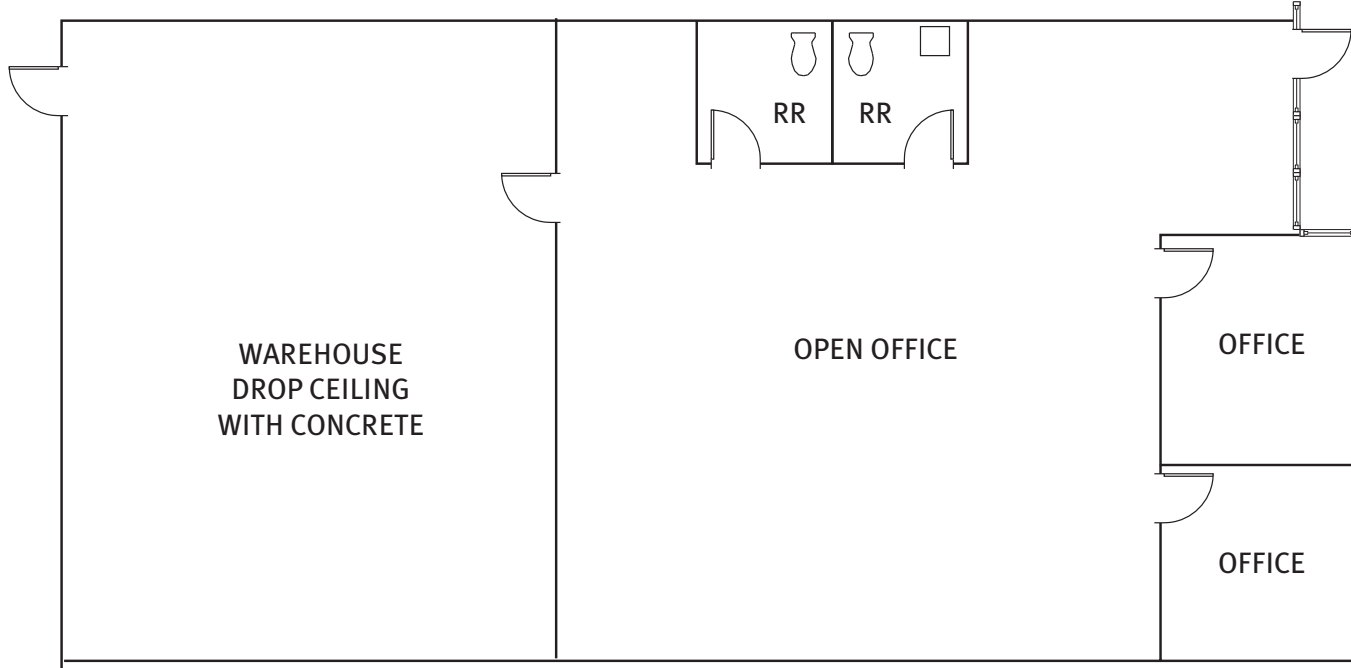 RR
RR
WAREHOUSE
DROP CEILING
WITH CONCRETE
OPEN OFFICE
OFFICE
OFFICE